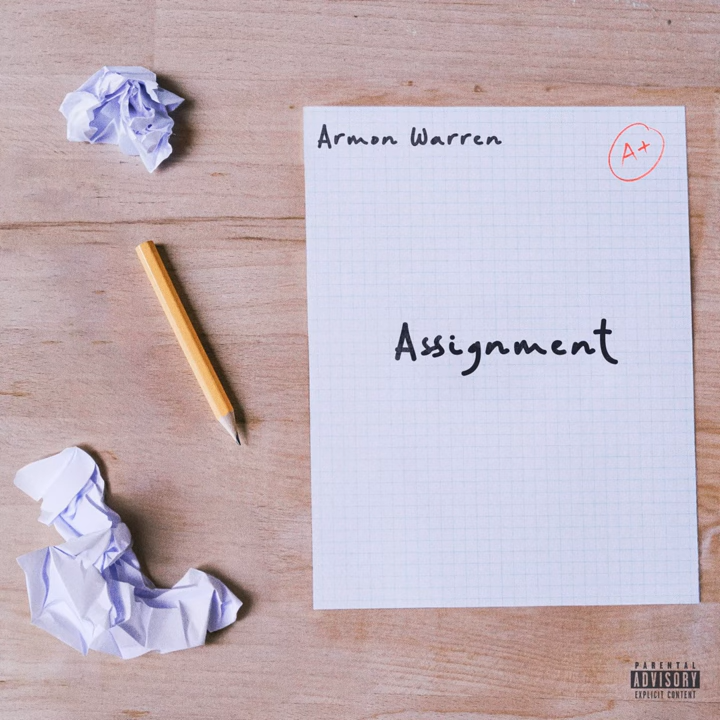 Armon Warren
A+
Assignment
PARENTAL
ADVISORY
EXPLICIT CONTENT